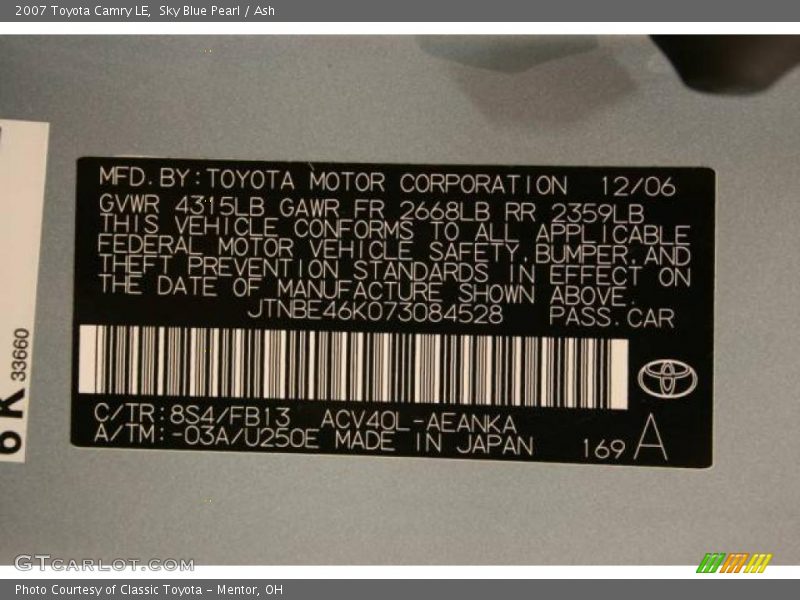 2007 Toyota Camry LE, Sky Blue Pearl / Ash
MFD. BY: TOYOTA MOTOR CORPORATION 12/06
GVWR 4315LB GAWR FR 2668LB RR 2359LB
THIS VEHICLE CONFORMS TO ALL APPLICABLE
FEDERAL MOTOR VEHICLE SAFETY, BUMPER, AND
THEFT PREVENTION STANDARDS IN EFFECT ON
THE DATE OF MANUFACTURE SHOWN ABOVE.
JTNBE46K073084528 PASS. CAR
C/TR: 8S4/FB13 ACV40L-AEANKA
A/TM: -03A/U250E MADE IN JAPAN 169 A
6K 33660
GTCARLOT.COM
Photo Courtesy of Classic Toyota - Mentor, OH